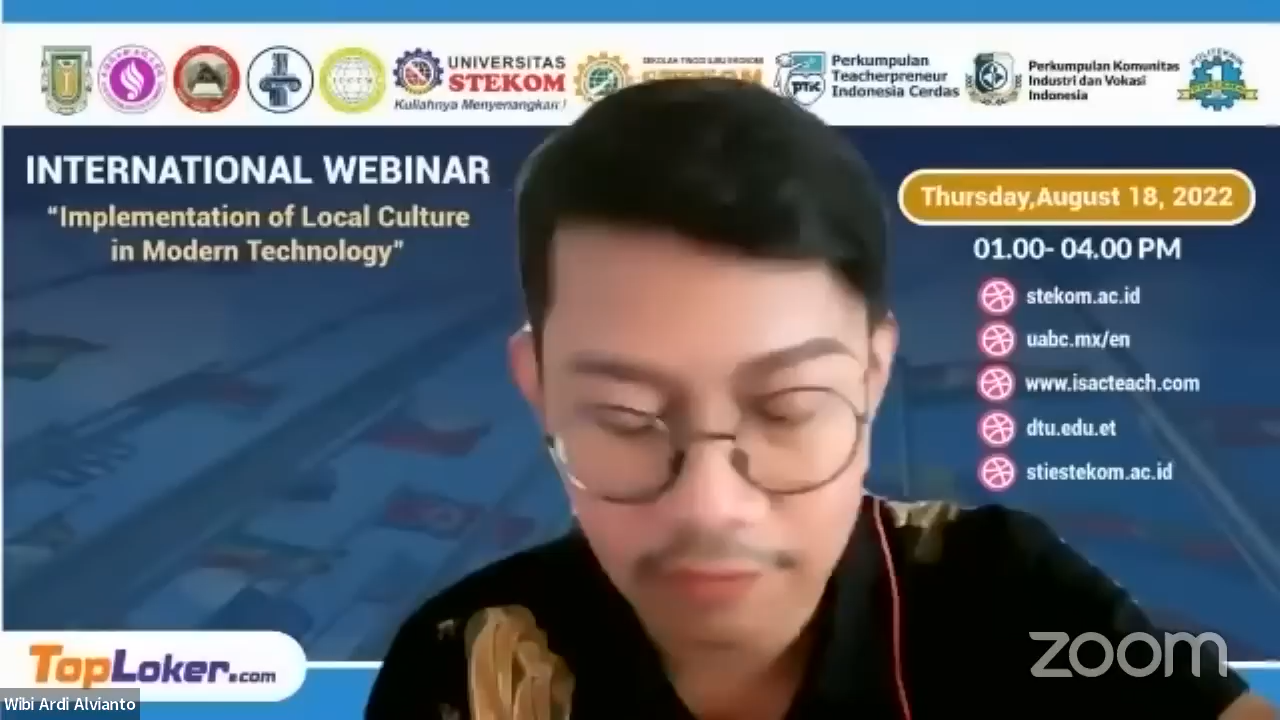 UNIVERSITAS
STEKOM
Kuliahnya Menyenangkan!
Perkumpulan
Teacherpreneur
Indonesia Cerdas
PTIC
Perkumpulan Komunitas
Industri dan Vokasi
Indonesia
INTERNATIONAL WEBINAR
“Implementation of Local Culture
in Modern Technology”
Thursday,August 18, 2022
01.00- 04.00 PM
stekom.ac.id
uabc.mx/en
www.isacteach.com
dtu.edu.et
stiestekom.ac.id
TopLoker.com
zoom
Wibi Ardi Alvianto